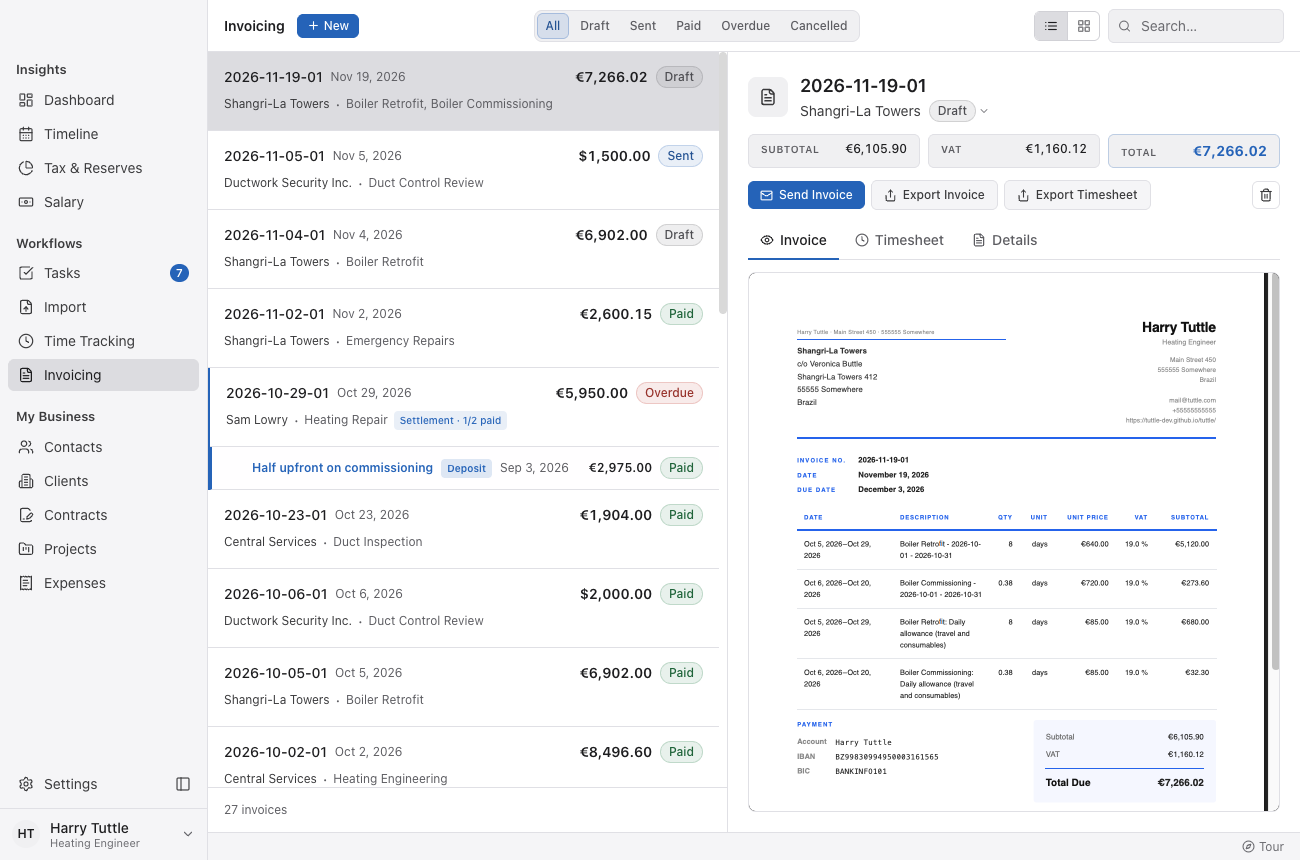 Insights
Dashboard
Timeline
Tax & Reserves
Salary
Workflows
Tasks 7
Import
Time Tracking
Invoicing
My Business
Contacts
Clients
Contracts
Projects
Expenses
Settings
HT Harry Tuttle
Heating Engineer
Invoicing + New All Draft Sent Paid Overdue Cancelled Search...
2026-11-19-01 Nov 19, 2026 €7,266.02 Draft
Shangri-La Towers · Boiler Retrofit, Boiler Commissioning
2026-11-05-01 Nov 5, 2026 $1,500.00 Sent
Ductwork Security Inc. · Duct Control Review
2026-11-04-01 Nov 4, 2026 €6,902.00 Draft
Shangri-La Towers · Boiler Retrofit
2026-11-02-01 Nov 2, 2026 €2,600.15 Paid
Shangri-La Towers · Emergency Repairs
2026-10-29-01 Oct 29, 2026 €5,950.00 Overdue
Sam Lowry · Heating Repair Settlement · 1/2 paid
Half upfront on commissioning Deposit Sep 3, 2026 €2,975.00 Paid
2026-10-23-01 Oct 23, 2026 €1,904.00 Paid
Central Services · Duct Inspection
2026-10-06-01 Oct 6, 2026 $2,000.00 Paid
Ductwork Security Inc. · Duct Control Review
2026-10-05-01 Oct 5, 2026 €6,902.00 Paid
Shangri-La Towers · Boiler Retrofit
2026-10-02-01 Oct 2, 2026 €8,496.60 Paid
Central Services · Heating Engineering
27 invoices
2026-11-19-01
Shangri-La Towers Draft
SUBTOTAL €6,105.90 VAT €1,160.12 TOTAL €7,266.02
Send Invoice Export Invoice Export Timesheet
Invoice Timesheet Details
Harry Tuttle
Heating Engineer
Main Street 450
555555 Somewhere
Brazil
mail@tuttle.com
+55555555555
https://tuttle-dev.github.io/tuttle/
Harry Tuttle · Main Street 450 · 555555 Somewhere
Shangri-La Towers
c/o Veronica Buttle
Shangri-La Towers 412
55555 Somewhere
Brazil
INVOICE NO. 2026-11-19-01
DATE November 19, 2026
DUE DATE December 3, 2026
DATE DESCRIPTION QTY UNIT UNIT PRICE VAT SUBTOTAL
Oct 5, 2026–Oct 29, Boiler Retrofit - 2026-10- 8 days €640.00 19.0 % €5,120.00
2026 01 - 2026-10-31
Oct 6, 2026–Oct 20, Boiler Commissioning - 0.38 days €720.00 19.0 % €273.60
2026 2026-10-01 - 2026-10-31
Oct 5, 2026–Oct 29, Boiler Retrofit: Daily 8 days €85.00 19.0 % €680.00
2026 allowance (travel and
consumables)
Oct 6, 2026–Oct 20, Boiler Commissioning: 0.38 days €85.00 19.0 % €32.30
2026 Daily allowance (travel
and consumables)
PAYMENT
Account Harry Tuttle
IBAN BZ99830994950003161565
BIC BANKINFO101
Subtotal €6,105.90
VAT €1,160.12
Total Due €7,266.02
Tour